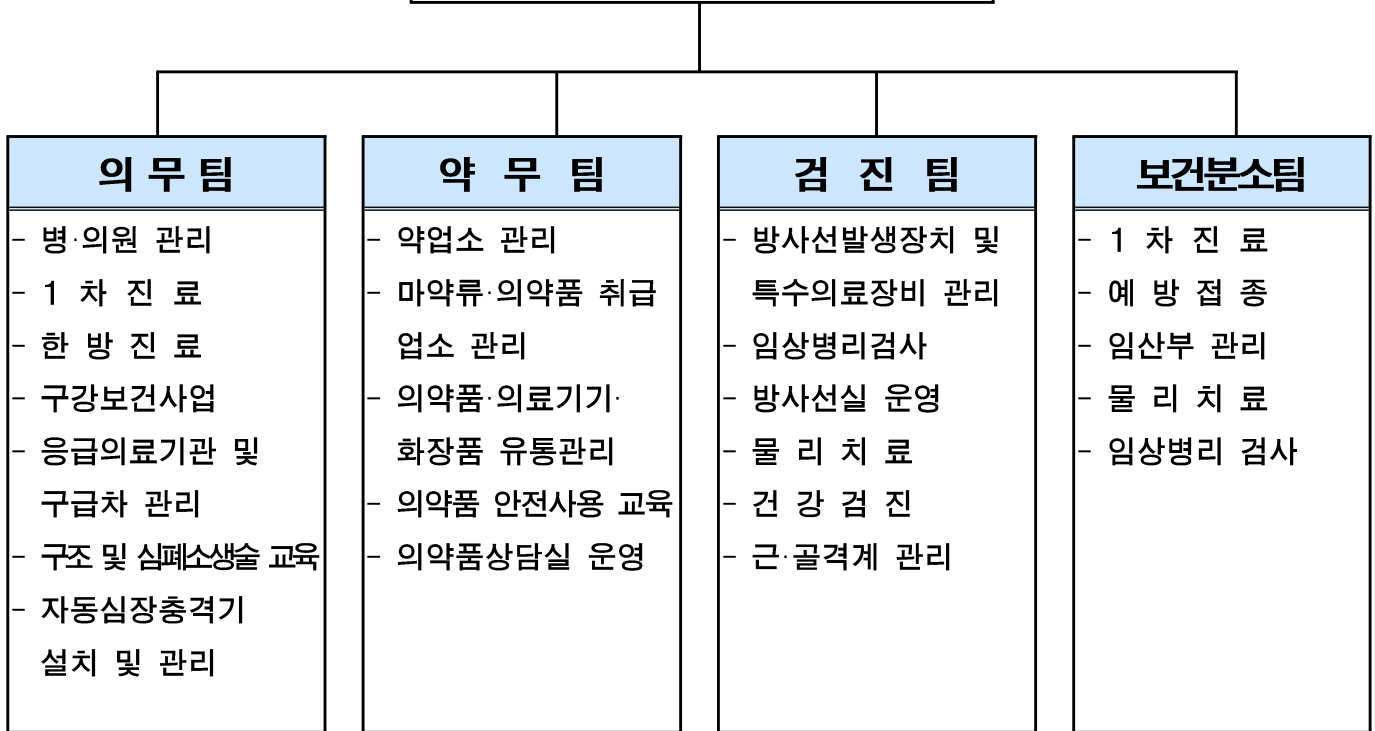 의 무 팀
- 병·의원 관리
- 1 차 진 료
- 한 방 진 료
- 구강보건사업
- 응급의료기관 및
구급차 관리
- 구조 및 심폐소생술 교육
- 자동심장충격기
설치 및 관리
약 무 팀
- 약업소 관리
- 마약류·의약품 취급
업소 관리
- 의약품·의료기기·
화장품 유통관리
- 의약품 안전사용 교육
- 의약품상담실 운영
검 진 팀
- 방사선발생장치 및
특수의료장비 관리
- 임상병리검사
- 방사선실 운영
- 물 리 치 료
- 건 강 검 진
- 근·골격계 관리
보건분소팀
- 1 차 진 료
- 예 방 접 종
- 임산부 관리
- 물 리 치 료
- 임상병리 검사